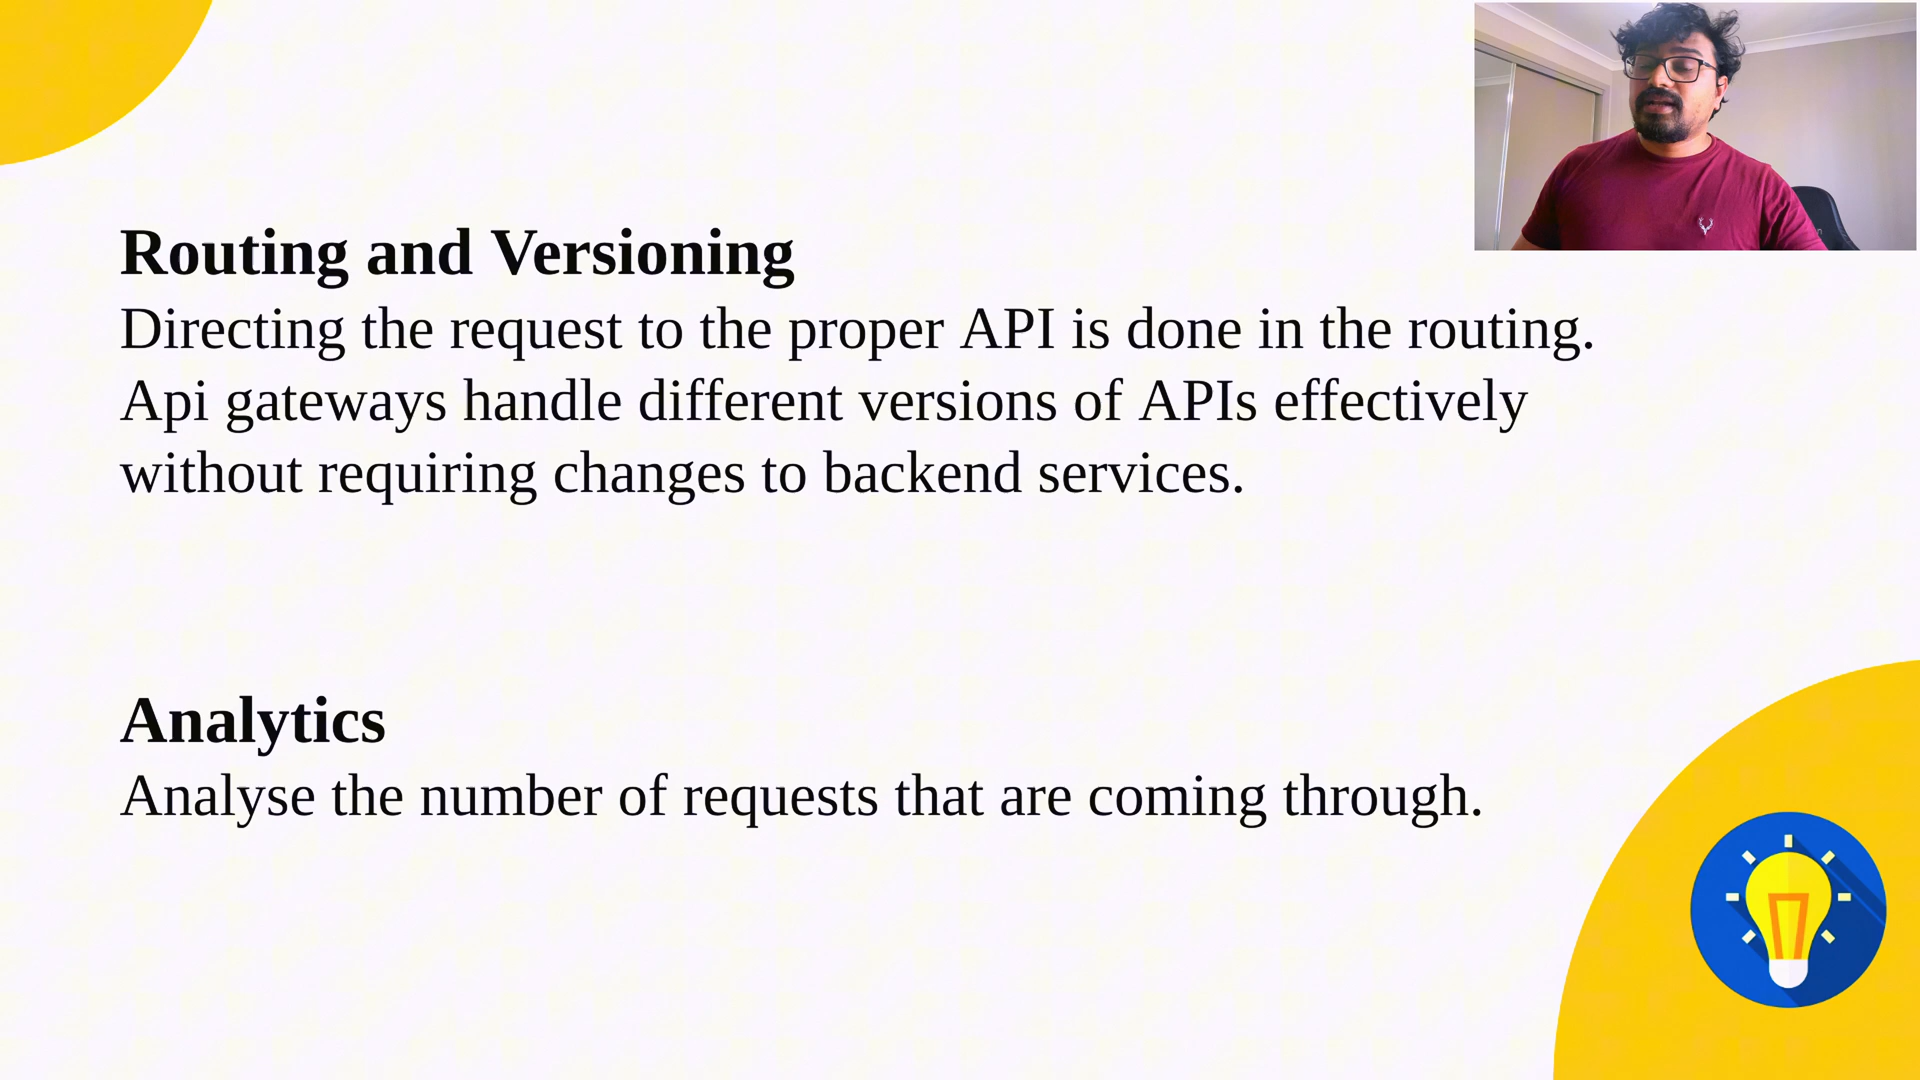 Routing and Versioning
Directing the request to the proper API is done in the routing.
Api gateways handle different versions of APIs effectively
without requiring changes to backend services.
Analytics
Analyse the number of requests that are coming through.